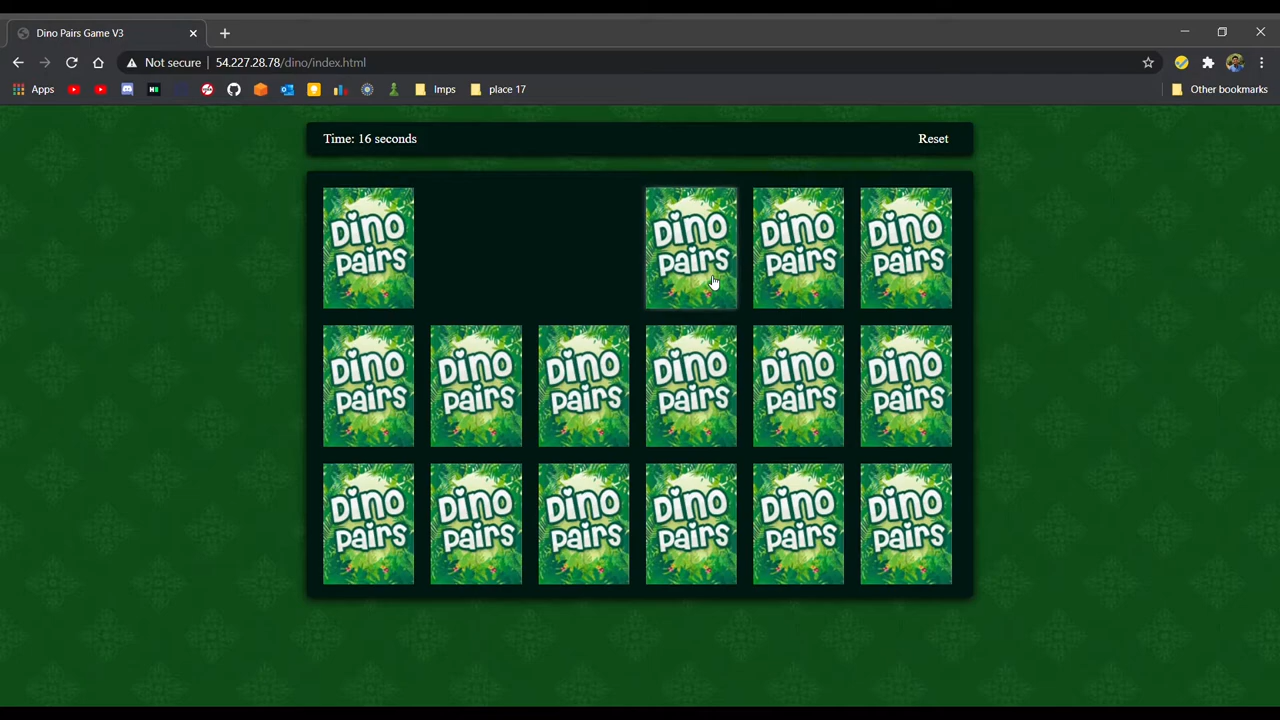 Dino Pairs Game V3
Not secure 54.227.28.78/dino/index.html
Apps Imps place 17 Other bookmarks
Time: 16 seconds Reset
Dino Pairs Dino Pairs Dino Pairs Dino Pairs
Dino Pairs Dino Pairs Dino Pairs Dino Pairs Dino Pairs Dino Pairs
Dino Pairs Dino Pairs Dino Pairs Dino Pairs Dino Pairs Dino Pairs